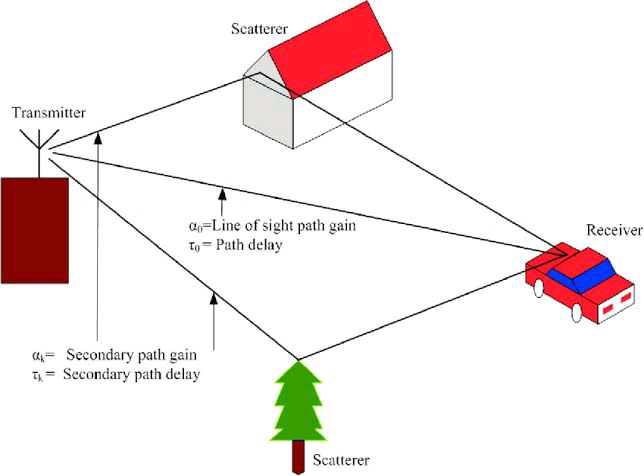 Scatterer
Transmitter
α₀=Line of sight path gain
τ₀ = Path delay
Receiver
αₖ= Secondary path gain
τₖ = Secondary path delay
Scatterer